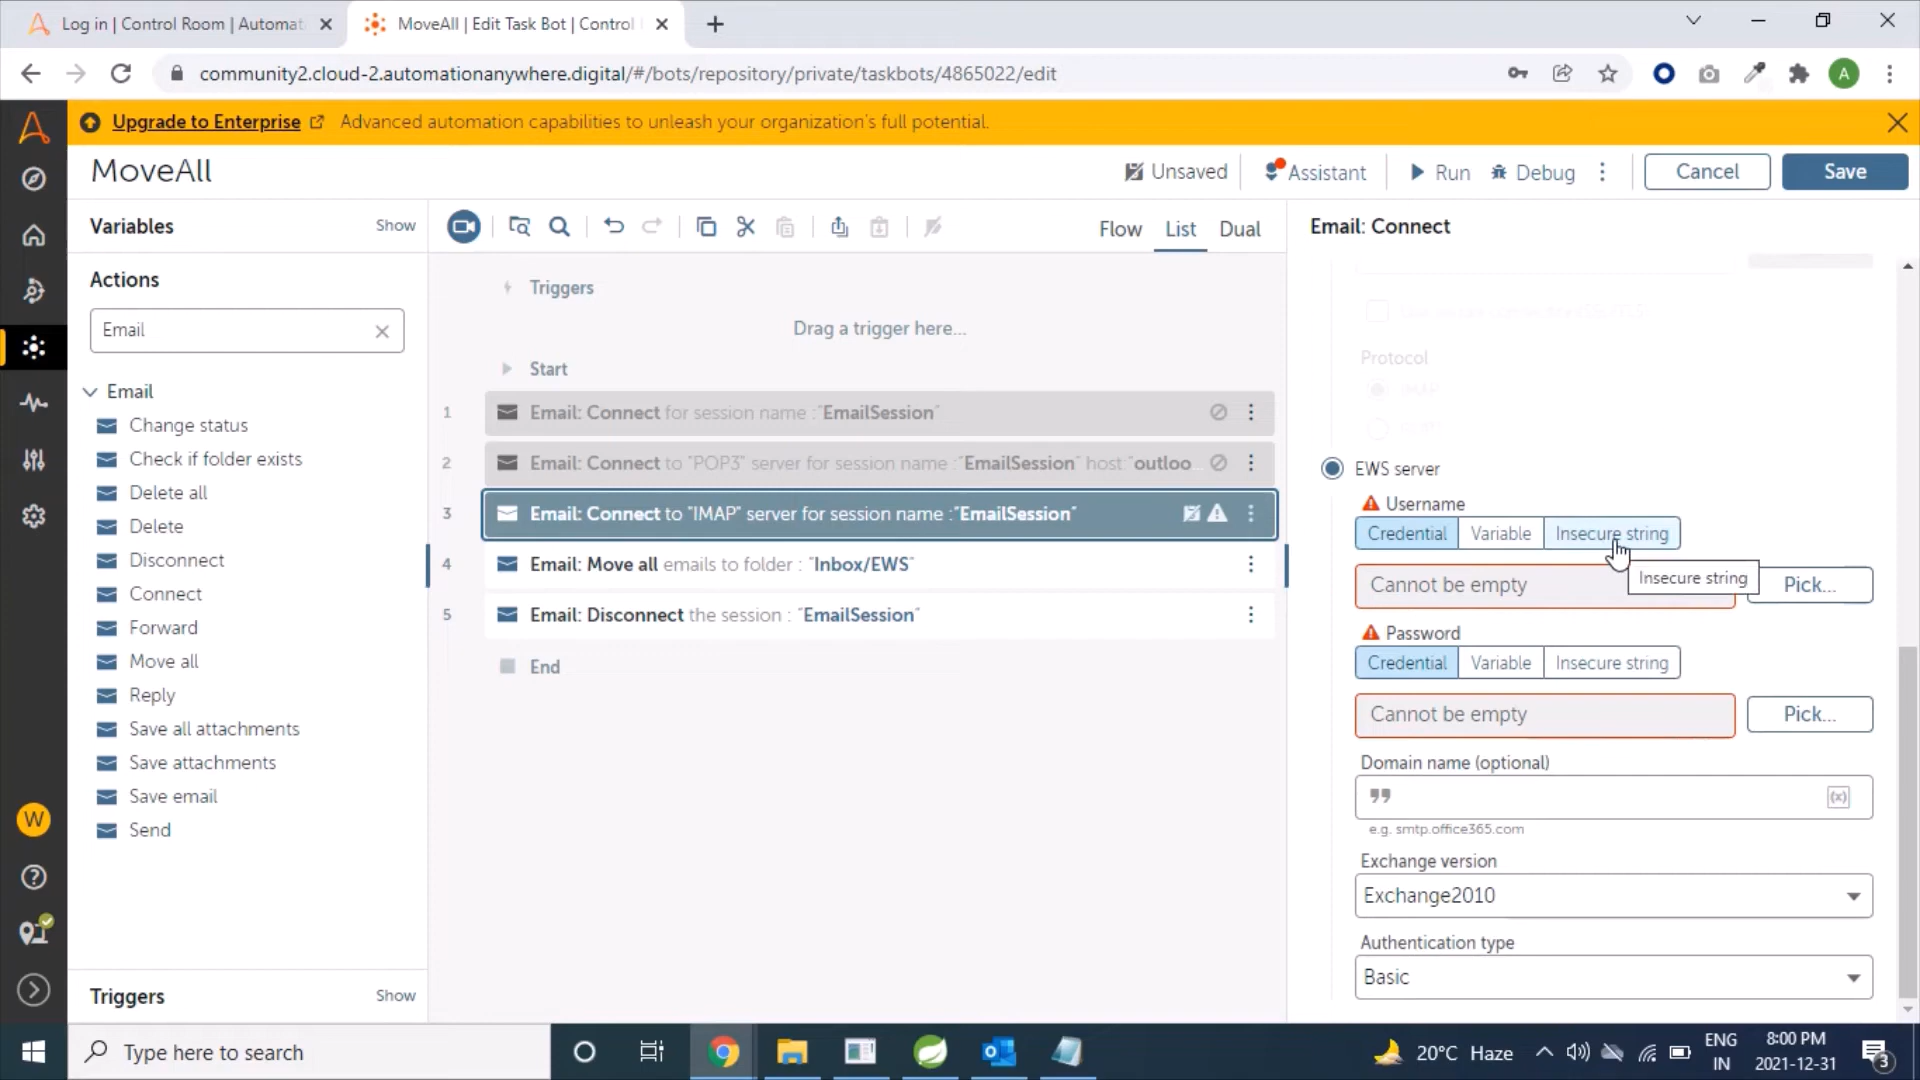 Log in | Control Room | Automat
MoveAll | Edit Task Bot | Control
community2.cloud-2.automationanywhere.digital/#/bots/repository/private/taskbots/4865022/edit
A
Upgrade to Enterprise
Advanced automation capabilities to unleash your organization's full potential.
MoveAll
Unsaved
Assistant
Run
Debug
Cancel
Save
Variables
Show
Flow
List
Dual
Email: Connect
Actions
Email
Email
Change status
Check if folder exists
Delete all
Delete
Disconnect
Connect
Forward
Move all
Reply
Save all attachments
Save attachments
Save email
Send
Triggers
Show
W
Triggers
Drag a trigger here...
Start
1 Email: Connect for session name :"EmailSession"
2 Email: Connect to "POP3" server for session name :"EmailSession" host:"outloo...
3 Email: Connect to "IMAP" server for session name :"EmailSession"
4 Email: Move all emails to folder : "Inbox/EWS"
5 Email: Disconnect the session : "EmailSession"
End
Protocol
IMAP
EWS server
Username
Credential
Variable
Insecure string
Insecure string
Cannot be empty
Pick...
Password
Credential
Variable
Insecure string
Cannot be empty
Pick...
Domain name (optional)
(x)
e.g. smtp.office365.com
Exchange version
Exchange2010
Authentication type
Basic
Type here to search
20°C Haze
ENG
IN
8:00 PM
2021-12-31
3